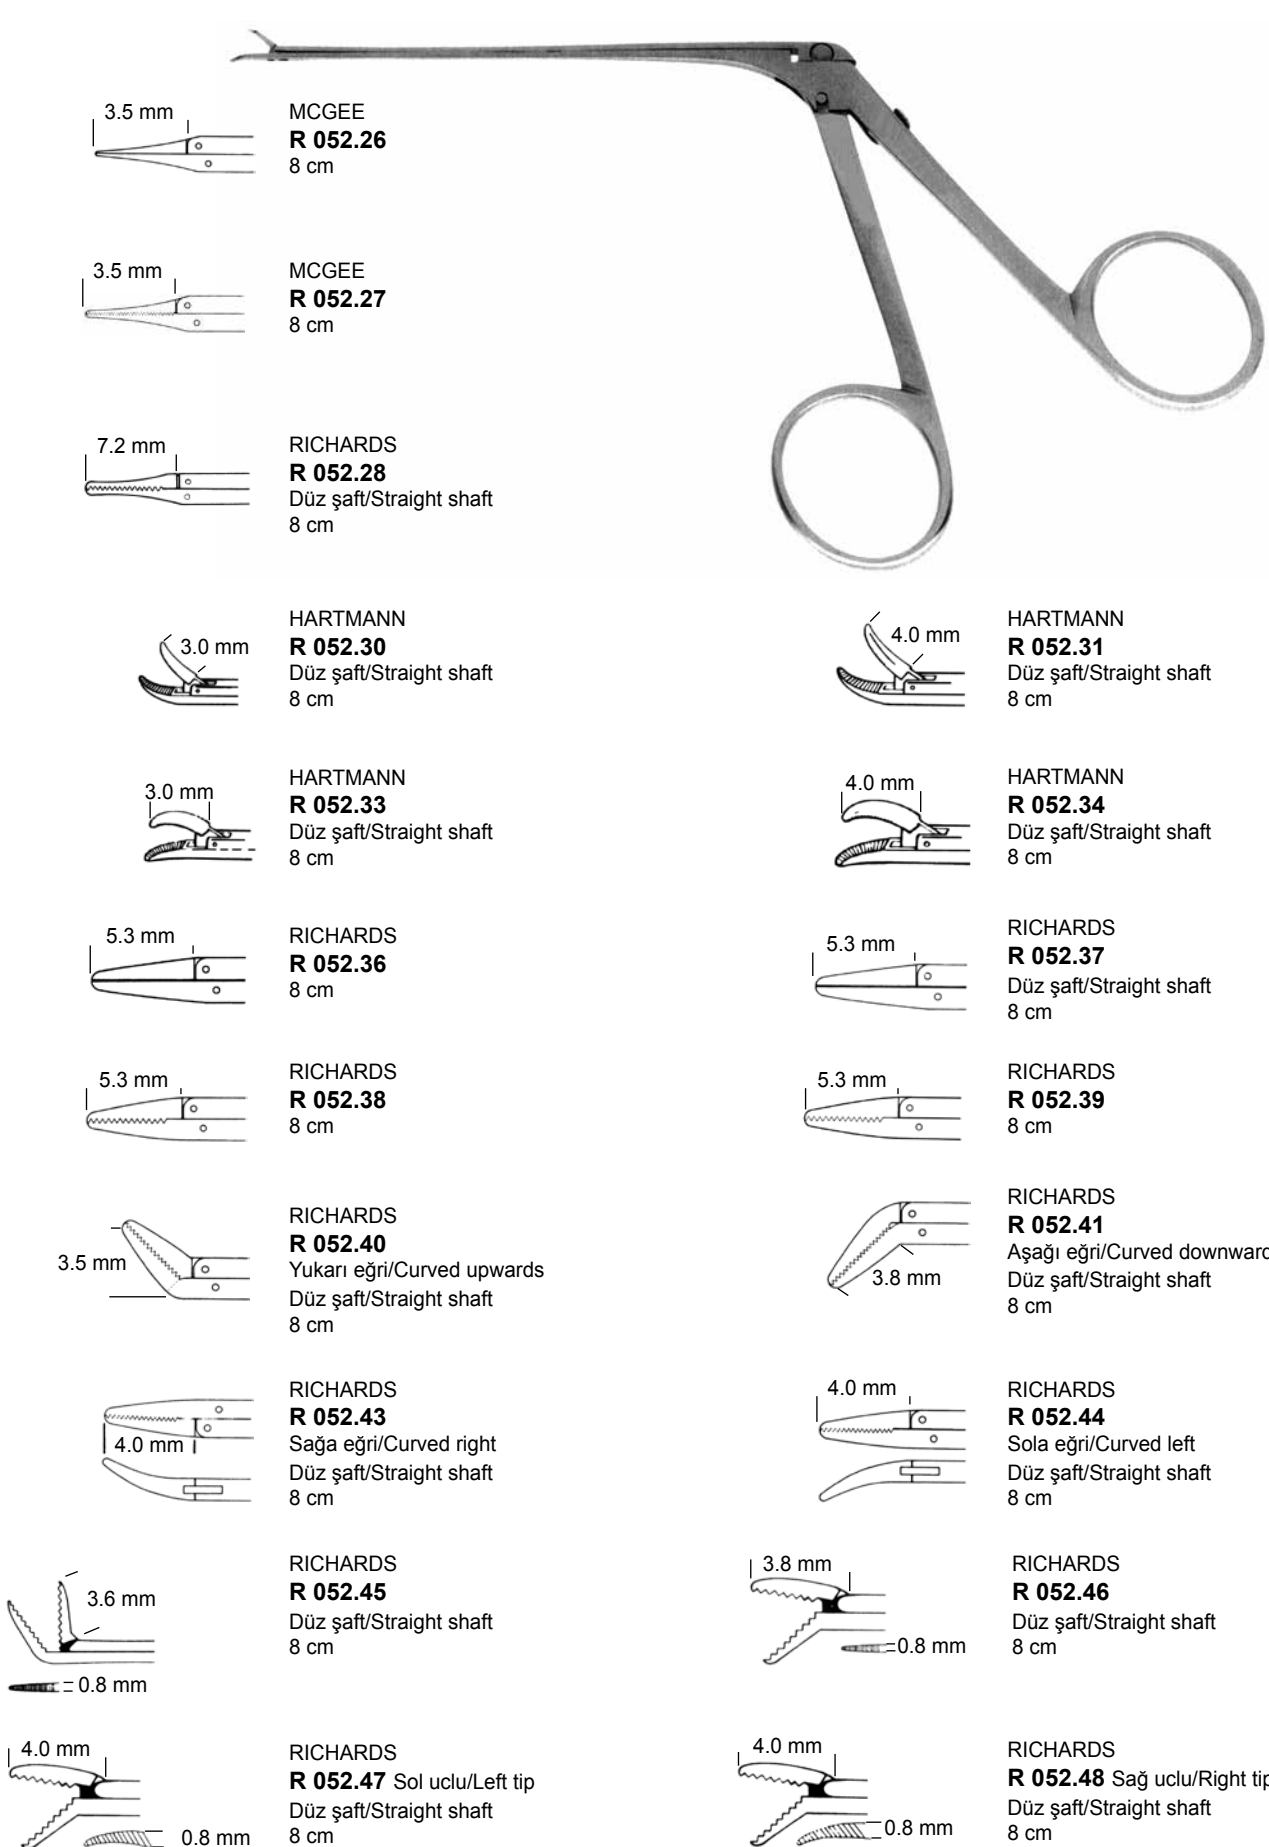 3.5 mm
MCGEE
R 052.26
8 cm
3.5 mm
MCGEE
R 052.27
8 cm
7.2 mm
RICHARDS
R 052.28
Düz şaft/Straight shaft
8 cm
3.0 mm
HARTMANN
R 052.30
Düz şaft/Straight shaft
8 cm
4.0 mm
HARTMANN
R 052.31
Düz şaft/Straight shaft
8 cm
3.0 mm
HARTMANN
R 052.33
Düz şaft/Straight shaft
8 cm
4.0 mm
HARTMANN
R 052.34
Düz şaft/Straight shaft
8 cm
5.3 mm
RICHARDS
R 052.36
8 cm
5.3 mm
RICHARDS
R 052.37
Düz şaft/Straight shaft
8 cm
5.3 mm
RICHARDS
R 052.38
8 cm
5.3 mm
RICHARDS
R 052.39
8 cm
3.5 mm
RICHARDS
R 052.40
Yukarı eğri/Curved upwards
Düz şaft/Straight shaft
8 cm
3.8 mm
RICHARDS
R 052.41
Aşağı eğri/Curved downward
Düz şaft/Straight shaft
8 cm
4.0 mm
RICHARDS
R 052.43
Sağa eğri/Curved right
Düz şaft/Straight shaft
8 cm
4.0 mm
RICHARDS
R 052.44
Sola eğri/Curved left
Düz şaft/Straight shaft
8 cm
3.6 mm
0.8 mm
RICHARDS
R 052.45
Düz şaft/Straight shaft
8 cm
3.8 mm
0.8 mm
RICHARDS
R 052.46
Düz şaft/Straight shaft
8 cm
4.0 mm
0.8 mm
RICHARDS
R 052.47 Sol uclu/Left tip
Düz şaft/Straight shaft
8 cm
4.0 mm
0.8 mm
RICHARDS
R 052.48 Sağ uclu/Right tip
Düz şaft/Straight shaft
8 cm